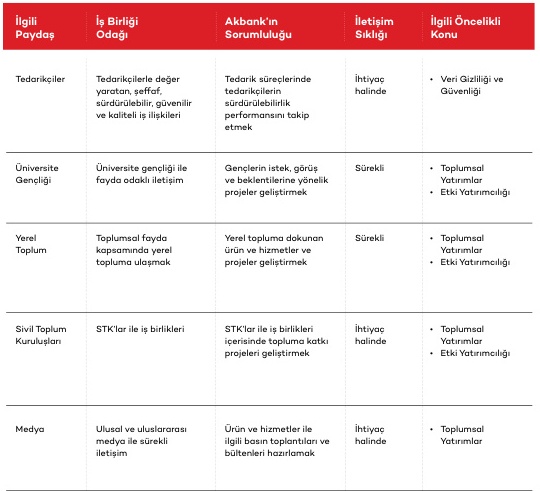 İlgili
Paydaş
İş Birliği
Odağı
Akbank'ın
Sorumluluğu
İletişim
Sıklığı
İlgili Öncelikli
Konu
Tedarikçiler
Tedarikçilerle değer
yaratan, şeffaf,
sürdürülebilir, güvenilir
ve kaliteli iş ilişkileri
Tedarik süreçlerinde
tedarikçilerin
sürdürülebilirlik
performansını takip
etmek
İhtiyaç
halinde
• Veri Gizliliği ve
Güvenliği
Üniversite
Gençliği
Üniversite gençliği ile
fayda odaklı iletişim
Gençlerin istek, görüş
ve beklentilerine yönelik
projeler geliştirmek
Sürekli
• Toplumsal
Yatırımlar
• Etki Yatırımcılığı
Yerel
Toplum
Toplumsal fayda
kapsamında yerel
topluma ulaşmak
Yerel topluma dokunan
ürün ve hizmetler ve
projeler geliştirmek
Sürekli
• Toplumsal
Yatırımlar
• Etki Yatırımcılığı
Sivil Toplum
Kuruluşları
STK'lar ile iş birlikleri
STK'lar ile iş birlikleri
içerisinde topluma katkı
projeleri geliştirmek
İhtiyaç
halinde
• Toplumsal
Yatırımlar
• Etki Yatırımcılığı
Medya
Ulusal ve uluslararası
medya ile sürekli
iletişim
Ürün ve hizmetler ile
ilgili basın toplantıları ve
bültenleri hazırlamak
İhtiyaç
halinde
• Toplumsal
Yatırımlar